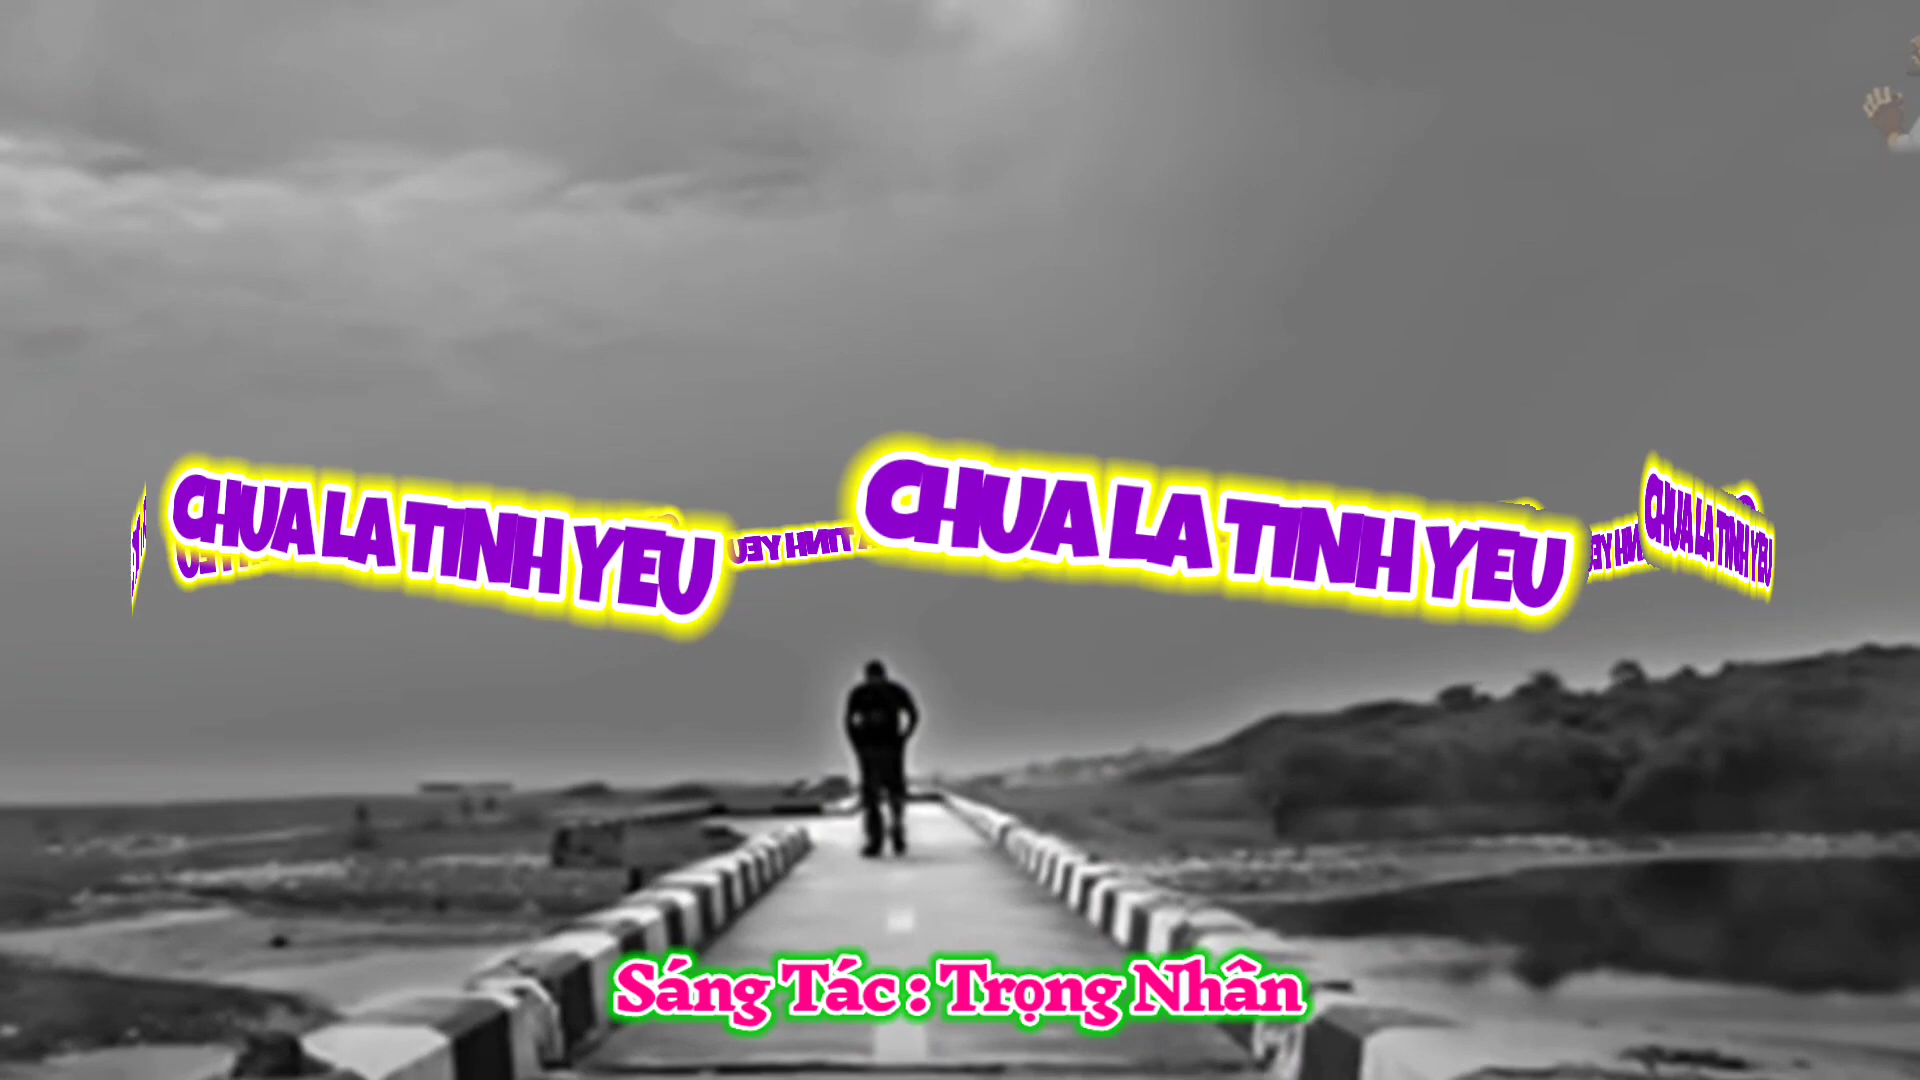 CHUA LA TINH YEU CHUA LA TINH YEU CHUA LA TINH YEU
Sáng Tác : Trọng Nhân